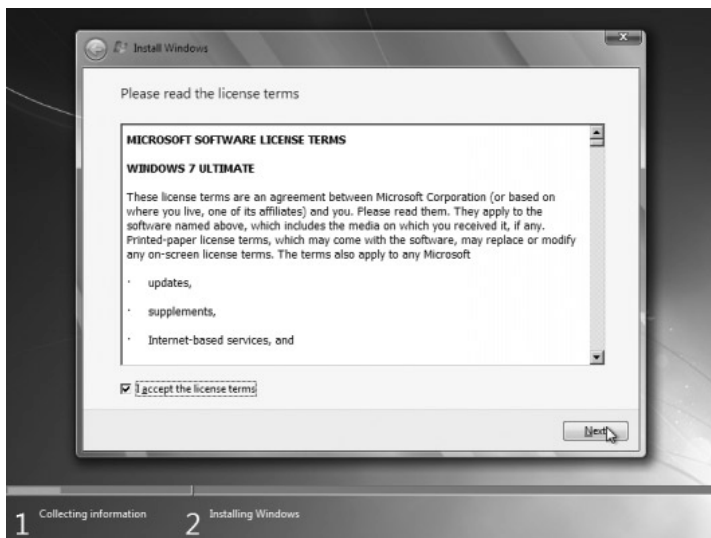 Install Windows
Please read the license terms
MICROSOFT SOFTWARE LICENSE TERMS
WINDOWS 7 ULTIMATE
These license terms are an agreement between Microsoft Corporation (or based on
where you live, one of its affiliates) and you. Please read them. They apply to the
software named above, which includes the media on which you received it, if any.
Printed-paper license terms, which may come with the software, may replace or modify
any on-screen license terms. The terms also apply to any Microsoft
· updates,
· supplements,
· Internet-based services, and
I accept the license terms
Next
1 Collecting information
2 Installing Windows